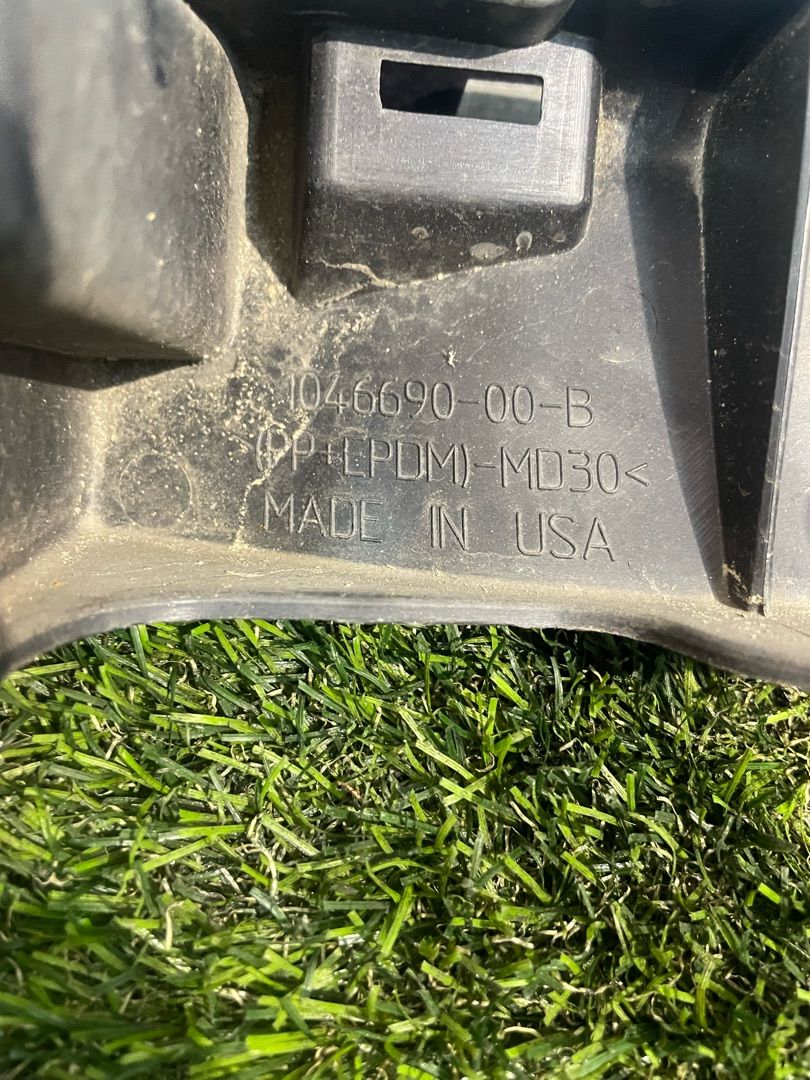 1046690-00-B
(PP+EPDM)-MD30<
MADE IN USA